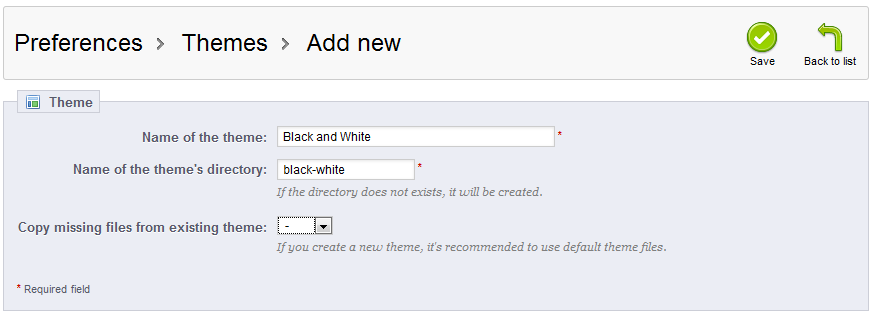 Preferences > Themes > Add new
Save
Back to list
Theme
Name of the theme: Black and White *
Name of the theme's directory: black-white *
If the directory does not exists, it will be created.
Copy missing files from existing theme: -
If you create a new theme, it's recommended to use default theme files.
* Required field